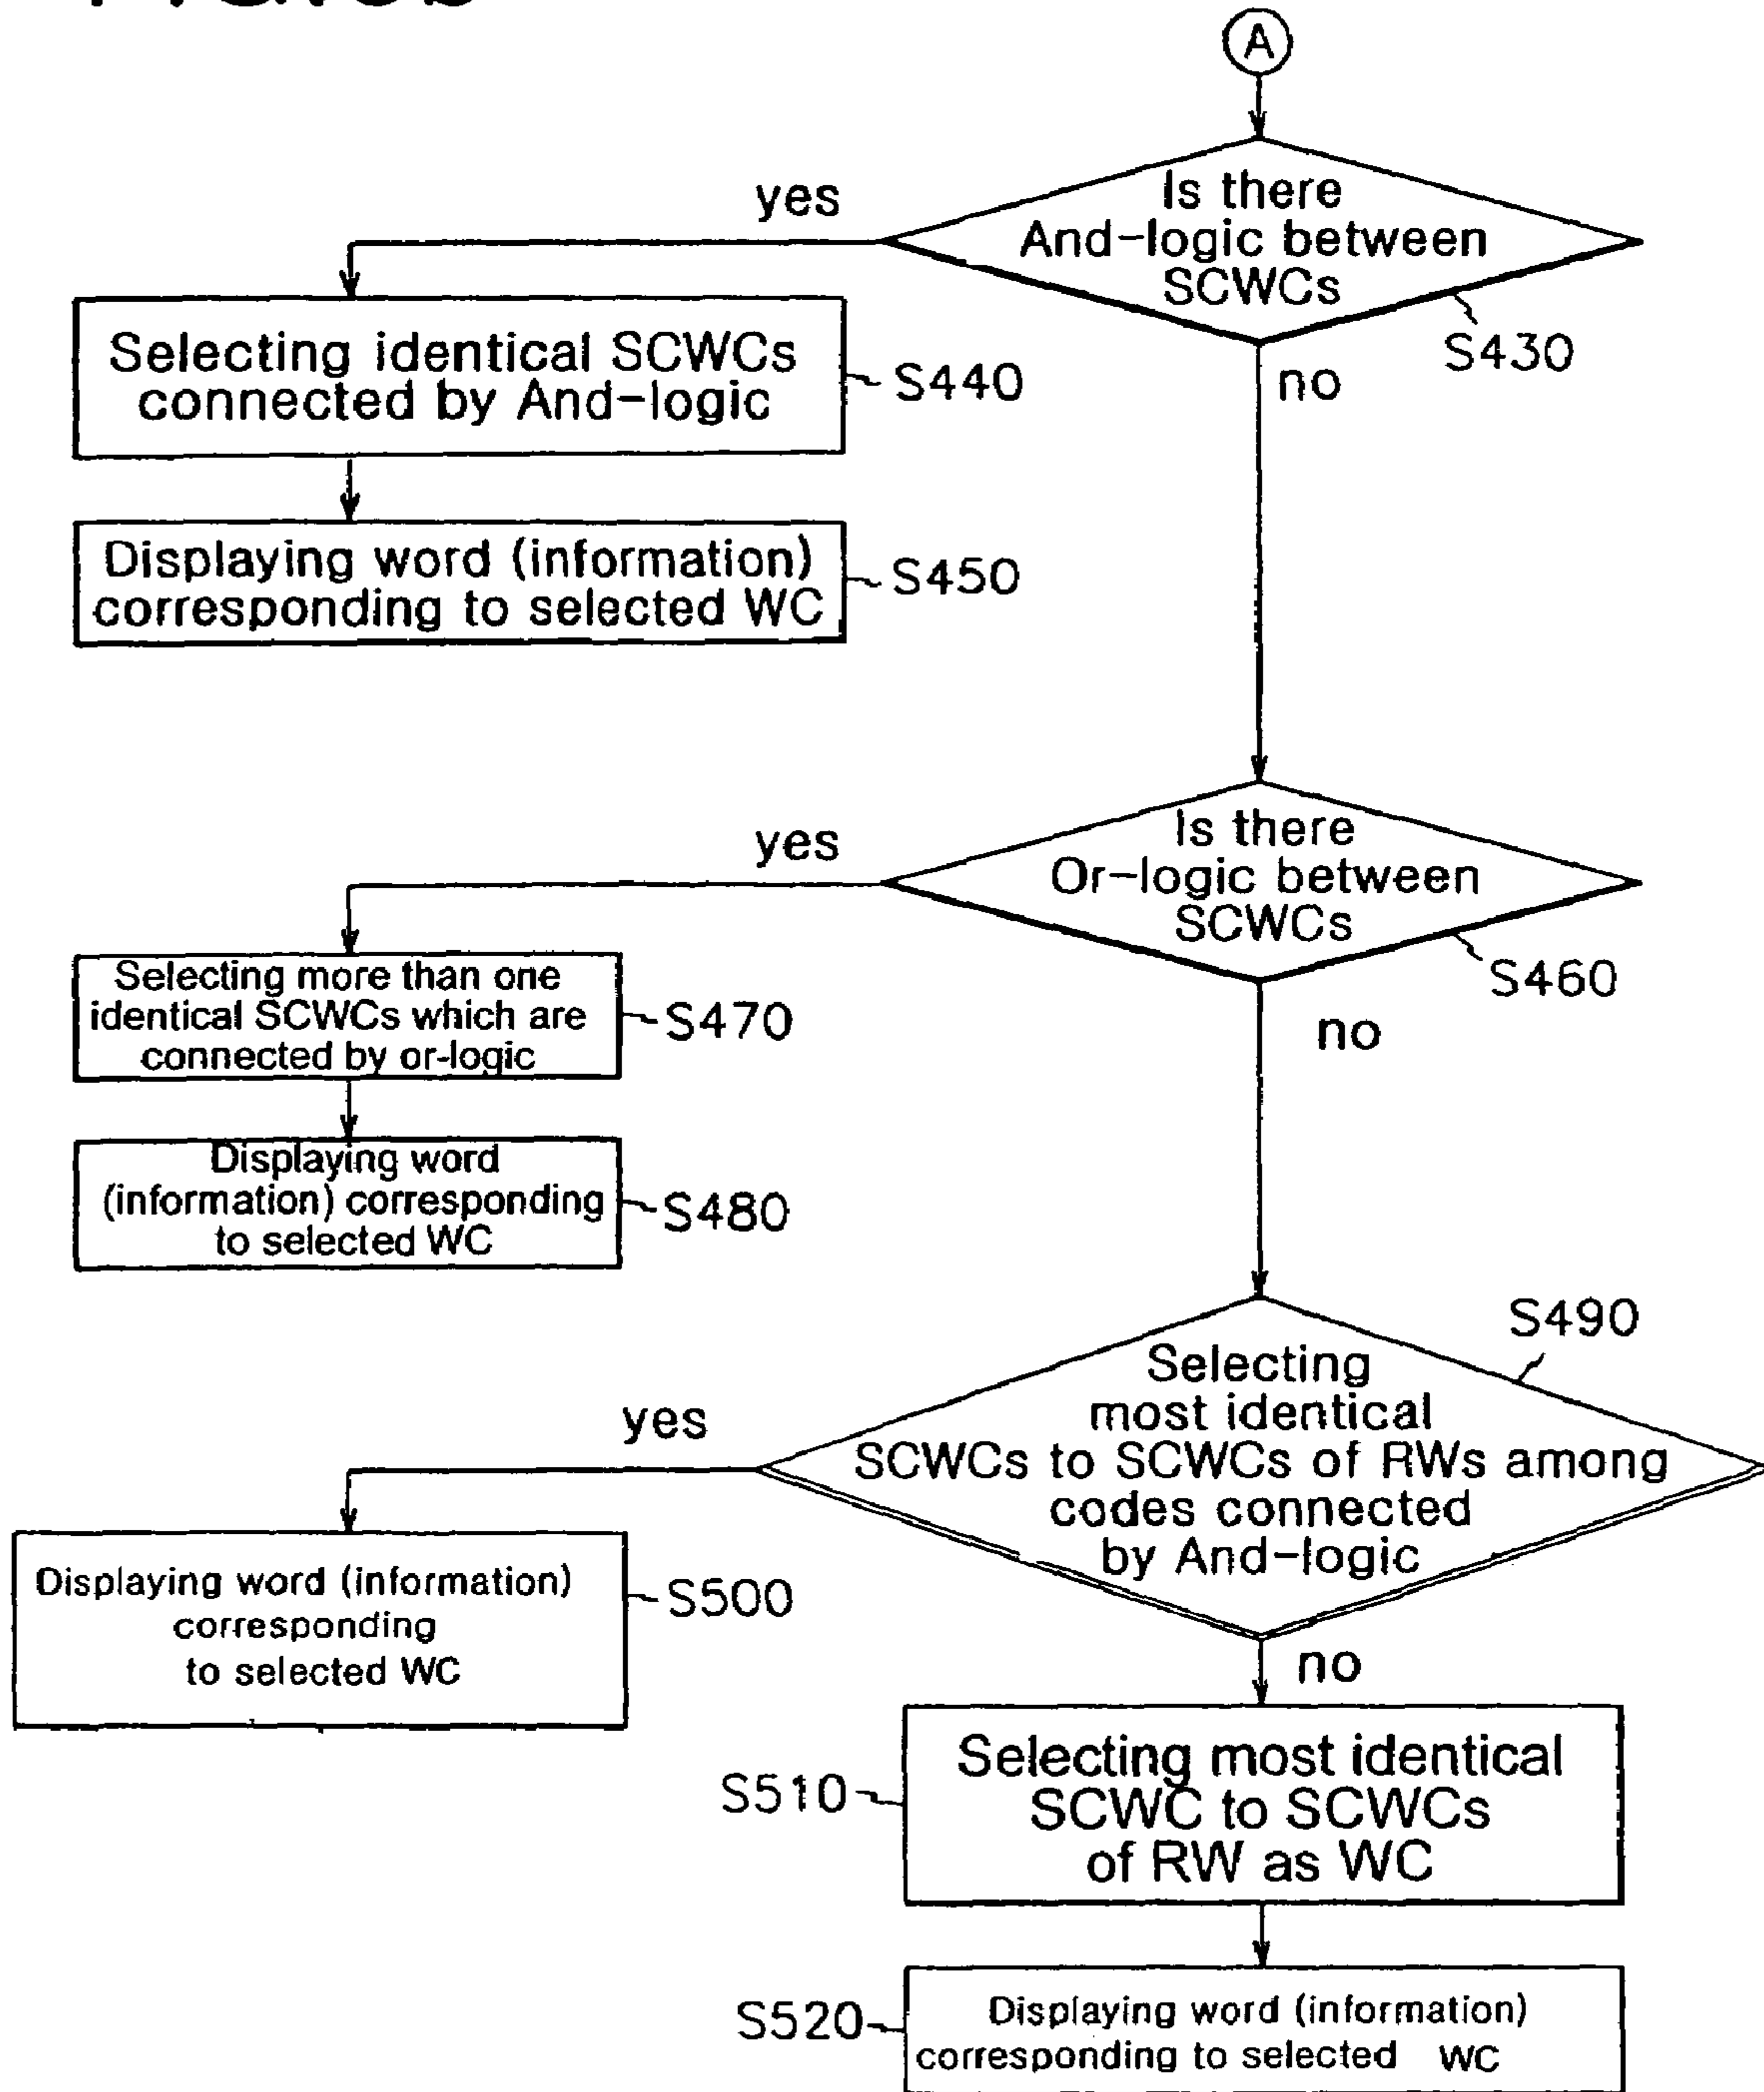 A
Is there
And-logic between
SCWCs
S430
yes
no
Selecting identical SCWCs
connected by And-logic
S440
Displaying word (information)
corresponding to selected WC
S450
Is there
Or-logic between
SCWCs
S460
yes
no
Selecting more than one
identical SCWCs which are
connected by or-logic
S470
Displaying word
(information) corresponding
to selected WC
S480
S490
Selecting
most identical
SCWCs to SCWCs of RWs among
codes connected
by And-logic
yes
no
Displaying word (information)
corresponding
to selected WC
S500
Selecting most identical
SCWC to SCWCs
of RW as WC
S510
Displaying word (information)
corresponding to selected WC
S520